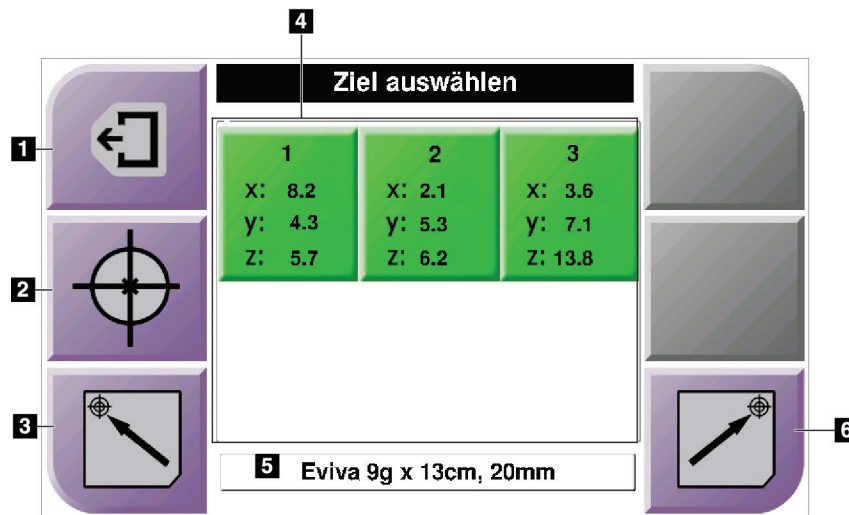 4
Ziel auswählen
1
1
2
3
x: 8.2
x: 2.1
x: 3.6
y: 4.3
y: 5.3
y: 7.1
z: 5.7
z: 6.2
z: 13.8
2
3
6
5
Eviva 9g x 13cm, 20mm